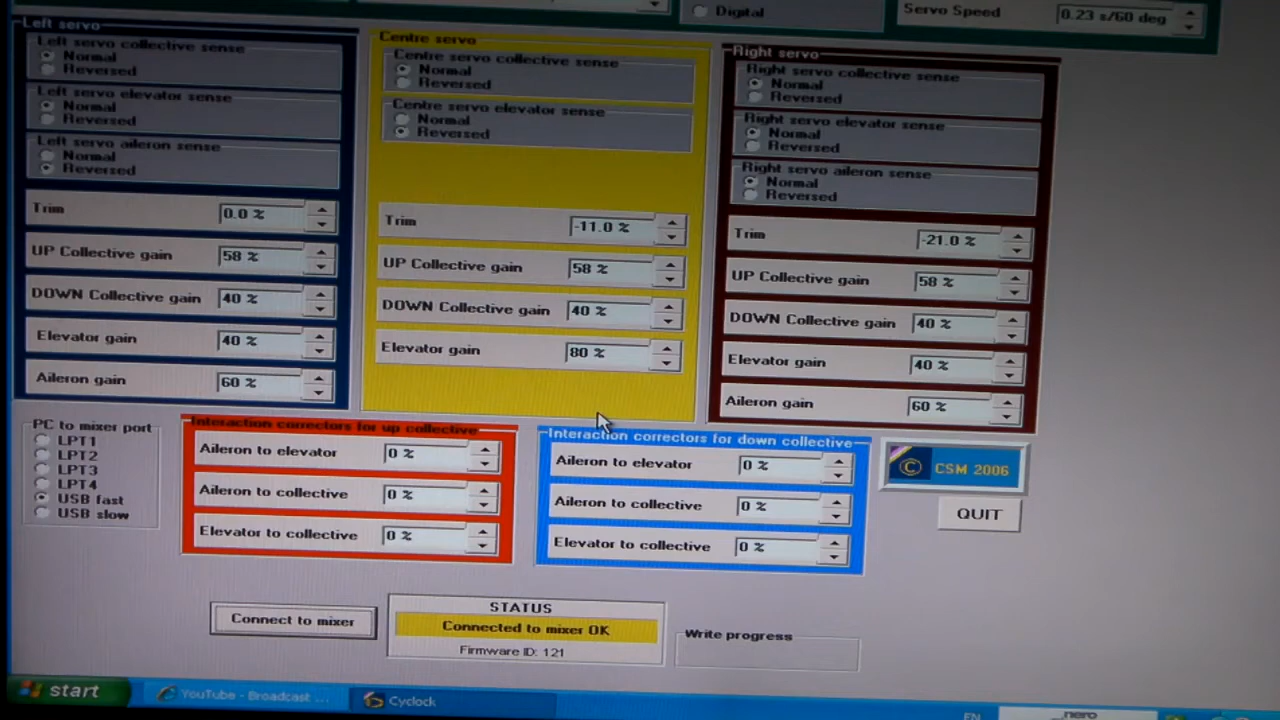 Digital
Servo Speed
0.23 s/60 deg
Left servo
Left servo collective sense
Normal
Reversed
Left servo elevator sense
Normal
Reversed
Left servo aileron sense
Normal
Reversed
Trim
0.0 %
UP Collective gain
58 %
DOWN Collective gain
40 %
Elevator gain
40 %
Aileron gain
60 %
Centre servo
Centre servo collective sense
Normal
Reversed
Centre servo elevator sense
Normal
Reversed
Trim
-11.0 %
UP Collective gain
58 %
DOWN Collective gain
40 %
Elevator gain
80 %
Right servo
Right servo collective sense
Normal
Reversed
Right servo elevator sense
Normal
Reversed
Right servo aileron sense
Normal
Reversed
Trim
-21.0 %
UP Collective gain
58 %
DOWN Collective gain
40 %
Elevator gain
40 %
Aileron gain
60 %
PC to mixer port
LPT1
LPT2
LPT3
LPT4
USB fast
USB slow
Interaction correctors for up collective
Aileron to elevator
0 %
Aileron to collective
0 %
Elevator to collective
0 %
Interaction correctors for down collective
Aileron to elevator
0 %
Aileron to collective
0 %
Elevator to collective
0 %
© CSM 2006
QUIT
Connect to mixer
STATUS
Connected to mixer OK
Firmware ID: 121
Write progress
start
YouTube - Broadcast ...
Cyclock
EN
nero